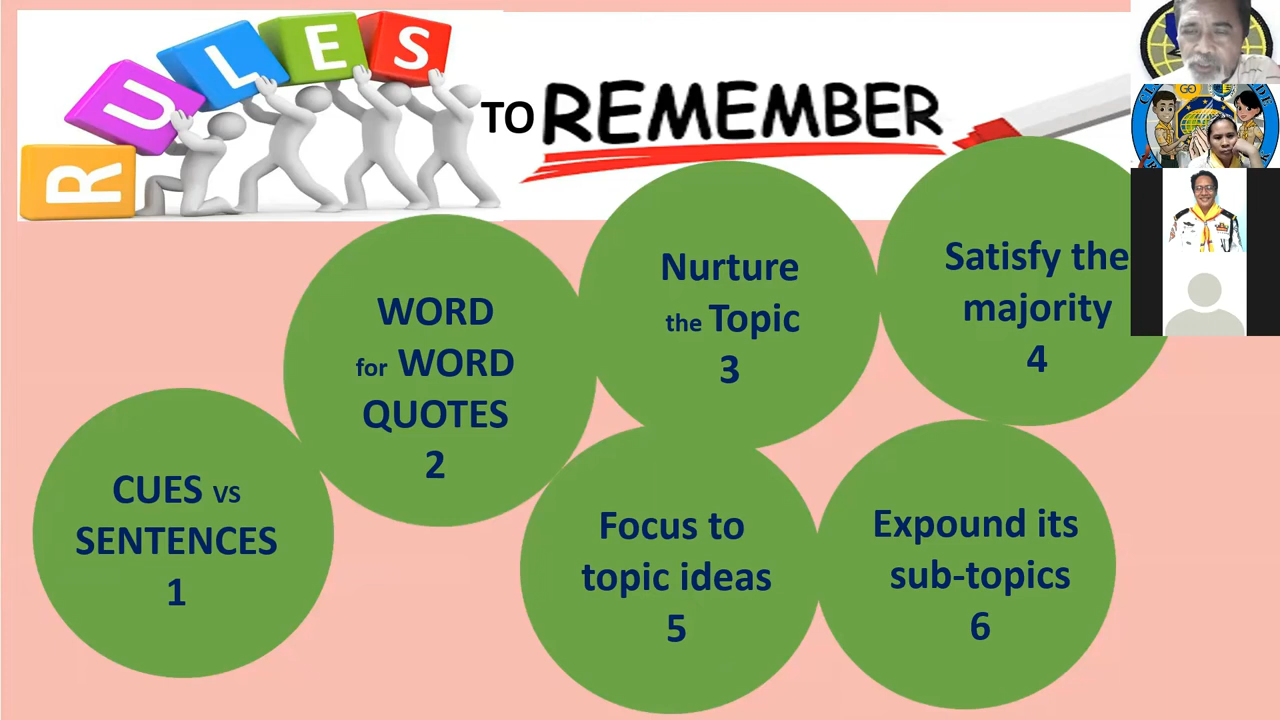 RULES
TO REMEMBER
CUES VS
SENTENCES
1
WORD
for WORD
QUOTES
2
Nurture
the Topic
3
Satisfy the
majority
4
Focus to
topic ideas
5
Expound its
sub-topics
6